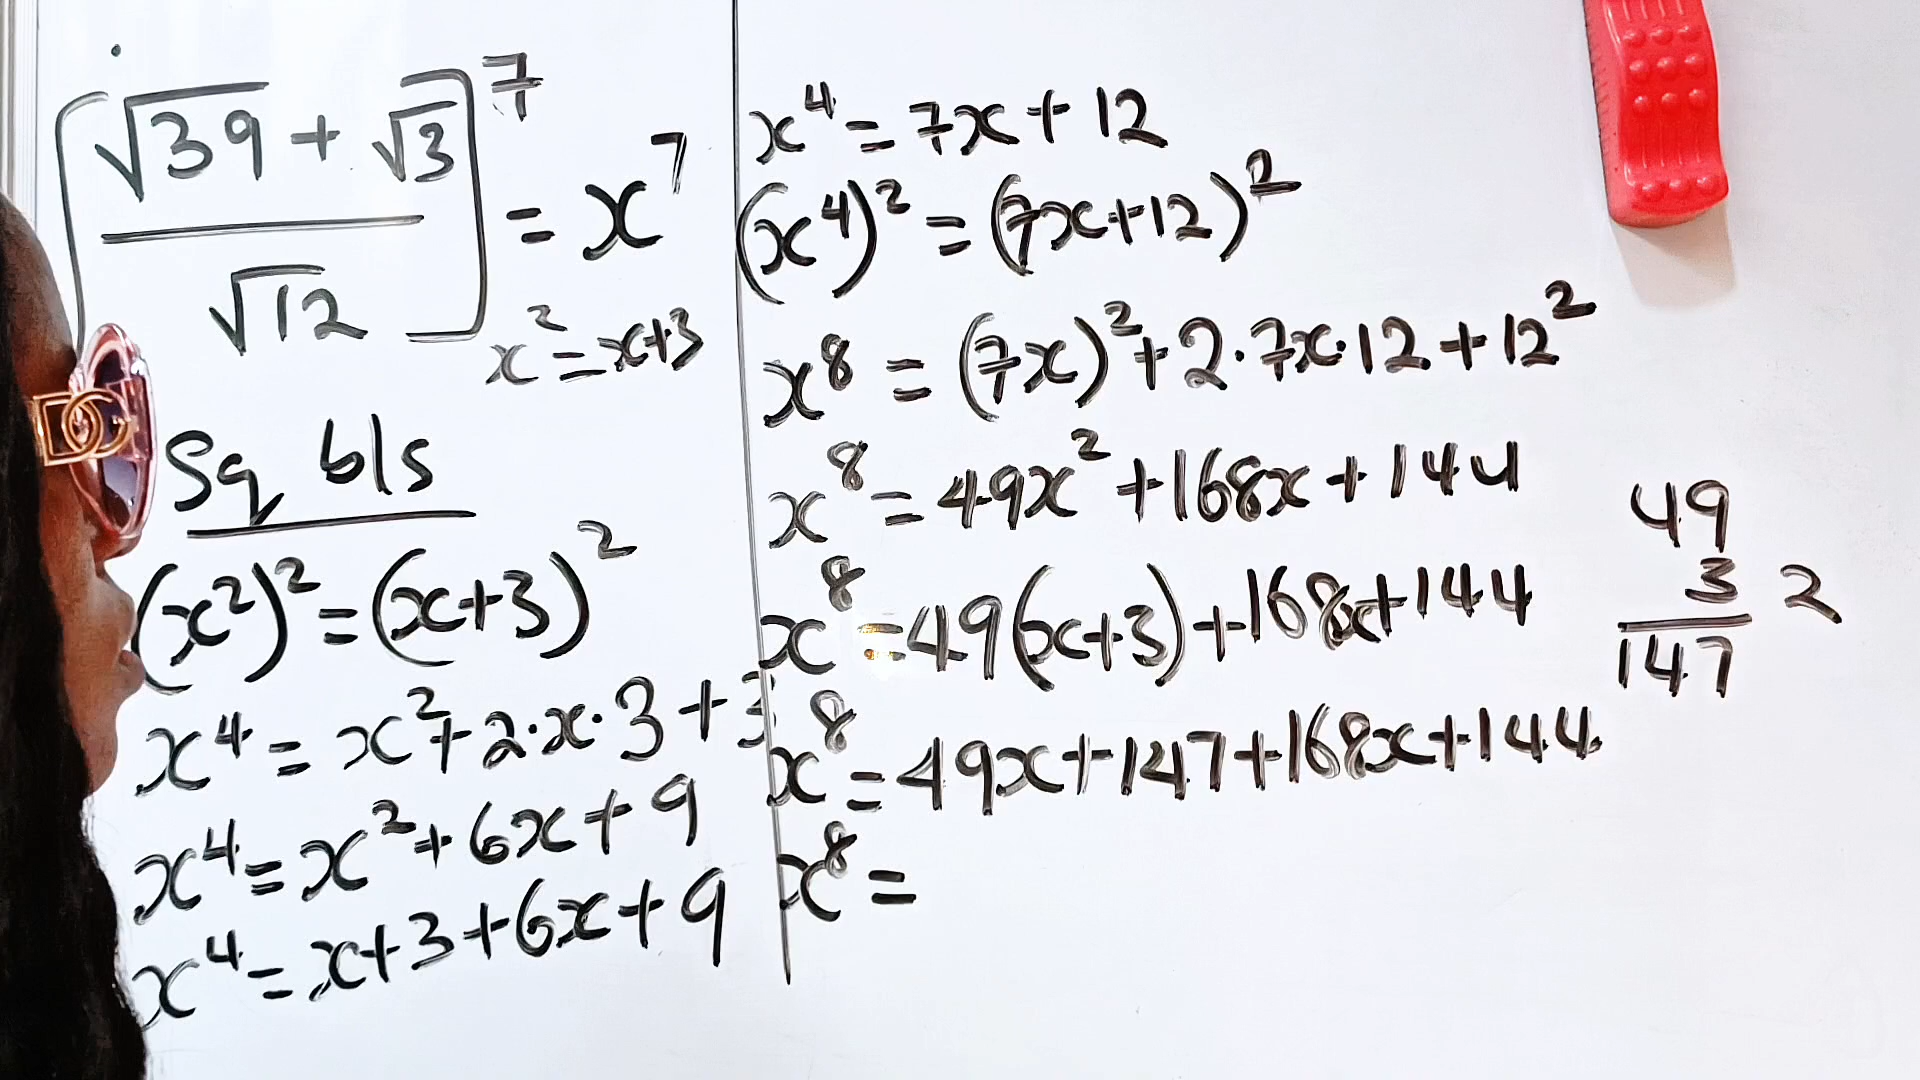 [(√39 + √3)/√12]^7 = x^7
x² = x+3
Sq b/s
(x²)² = (x+3)²
x⁴ = x² + 2·x·3 + 3
x⁴ = x² + 6x + 9
x⁴ = x+3+6x+9
x⁴ = 7x + 12
(x⁴)² = (7x+12)²
x⁸ = (7x)² + 2·7x·12 + 12²
x⁸ = 49x² + 168x + 144
x⁸ = 49(x+3) + 168x + 144
x⁸ = 49x + 147 + 168x + 144
x⁸ =
49
3 2
147
DG